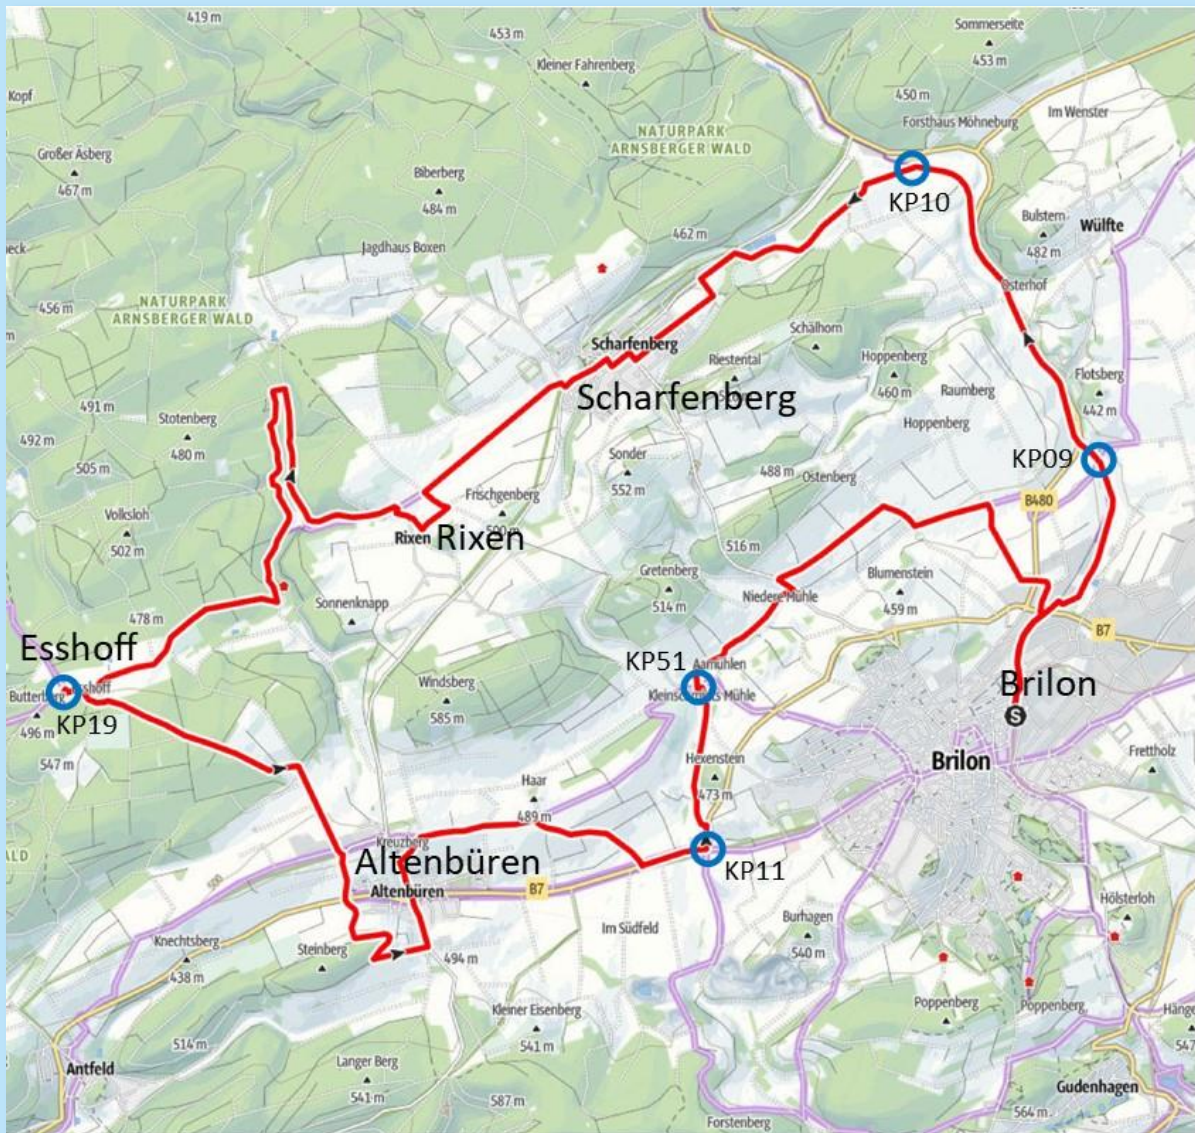 419 m
453 m
Sommerseite
453 m
Kleiner Fahrenberg
Kopf
450 m
Im Wenster
Forsthaus Möhneburg
NATURPARK
ARNSBERGER WALD
Großer Äsberg
467 m
Biberberg
484 m
KP10
Bulstern
482 m
Wülfte
462 m
Jagdhaus Boxen
Osterhof
456 m
NATURPARK
ARNSBERGER WALD
Schälhorn
Scharfenberg
Riestental
Hoppenberg
460 m
Flotsberg
442 m
Raumberg
Scharfenberg
491 m
Stotenberg
480 m
Hoppenberg
492 m
505 m
Sonder
552 m
488 m
Ostenberg
KP09
B480
Volksloh
502 m
Frischgenberg
Rixen
Rixen
516 m
Gretenberg
514 m
Niedere Mühle
Blumenstein
459 m
478 m
Sonnenknapp
B7
Esshoff
KP51
Aamühlen
Windsberg
585 m
Brilon
Butterberg
496 m
KP19
S
547 m
Hexenstein
473 m
Brilon
Frettholz
Haar
489 m
Kreuzberg
Altenbüren
KP11
500
Altenbüren
B7
Hölsterloh
Im Südfeld
Burhagen
540 m
Knechtsberg
438 m
Steinberg
494 m
Kleiner Eisenberg
541 m
Poppenberg
Poppenberg
514 m
Antfeld
Langer Berg
541 m
587 m
Gudenhagen
564 m
Forstenberg